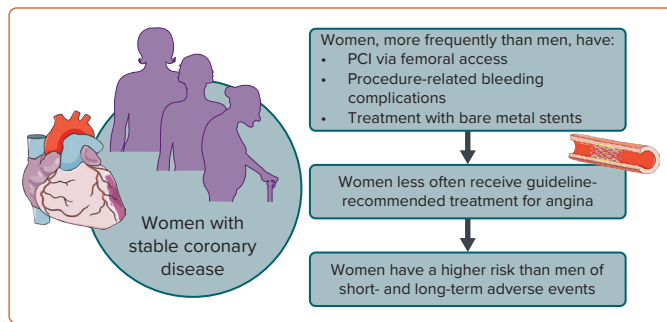 Women with
stable coronary
disease
Women, more frequently than men, have:
• PCI via femoral access
• Procedure-related bleeding
complications
• Treatment with bare metal stents
Women less often receive guideline-
recommended treatment for angina
Women have a higher risk than men of
short- and long-term adverse events